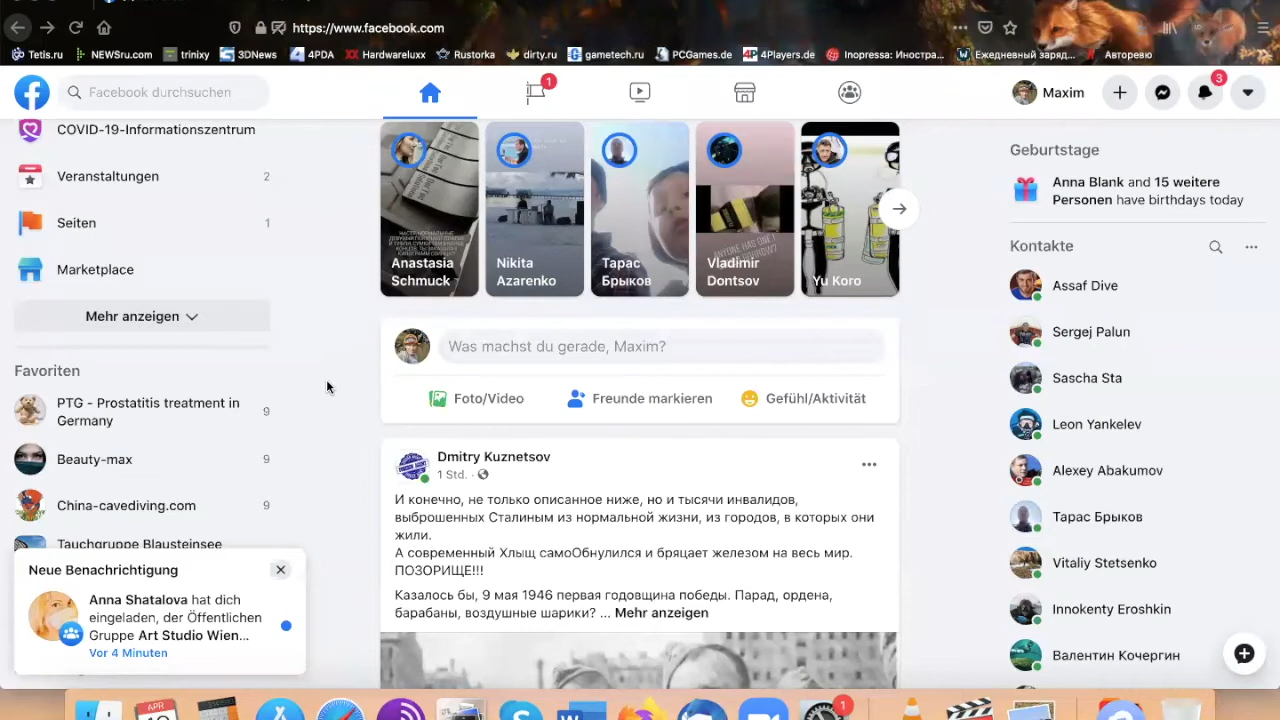 https://www.facebook.com
Tetis.ru
NEWSru.com
trinixy
3DNews
4PDA
Hardwareluxx
Rustorka
dirty.ru
gametech.ru
PCGames.de
4Players.de
Inopressa: Иностра...
Ежедневный заряд...
Авторевю
Facebook durchsuchen
1
Maxim
3
COVID-19-Informationszentrum
Veranstaltungen 2
Seiten 1
Marketplace
Mehr anzeigen
Favoriten
PTG - Prostatitis treatment in
Germany
9
Beauty-max 9
China-cavediving.com 9
Tauchgruppe Blausteinsee
Neue Benachrichtigung
Anna Shatalova hat dich
eingeladen, der Öffentlichen
Gruppe Art Studio Wien...
Vor 4 Minuten
Anastasia
Schmuck
Nikita
Azarenko
Тарас
Брыков
ANYONE HAS ONE I
Vladimir
Dontsov
Yu Koro
Was machst du gerade, Maxim?
Foto/Video
Freunde markieren
Gefühl/Aktivität
Dmitry Kuznetsov
1 Std. ·
И конечно, не только описанное ниже, но и тысячи инвалидов,
выброшенных Сталиным из нормальной жизни, из городов, в которых они
жили.
А современный Хлыщ самоОбнулился и бряцает железом на весь мир.
ПОЗОРИЩЕ!!!
Казалось бы, 9 мая 1946 первая годовщина победы. Парад, ордена,
барабаны, воздушные шарики? ... Mehr anzeigen
Geburtstage
Anna Blank and 15 weitere
Personen have birthdays today
Kontakte
Assaf Dive
Sergej Palun
Sascha Sta
Leon Yankelev
Alexey Abakumov
Тарас Брыков
Vitaliy Stetsenko
Innokenty Eroshkin
Валентин Кочергин
APR
1